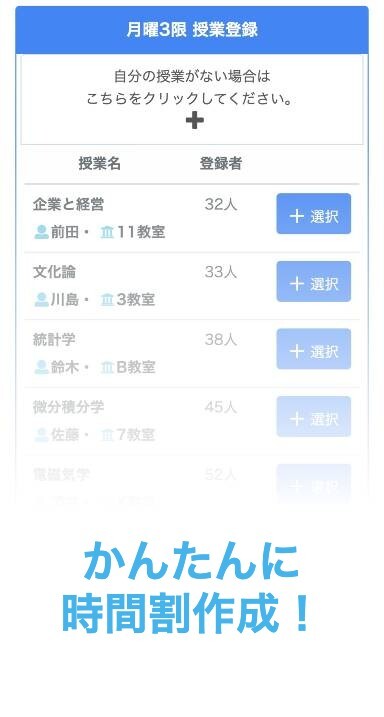 月曜3限 授業登録
自分の授業がない場合は
こちらをクリックしてください。
授業名 登録者
企業と経営 32人
前田・ 11教室 + 選択
文化論 33人
川島・ 3教室 + 選択
統計学 38人
鈴木・ B教室 + 選択
微分積分学 45人
佐藤・ 7教室 + 選択
電磁気学 52人
選択
かんたんに
時間割作成！